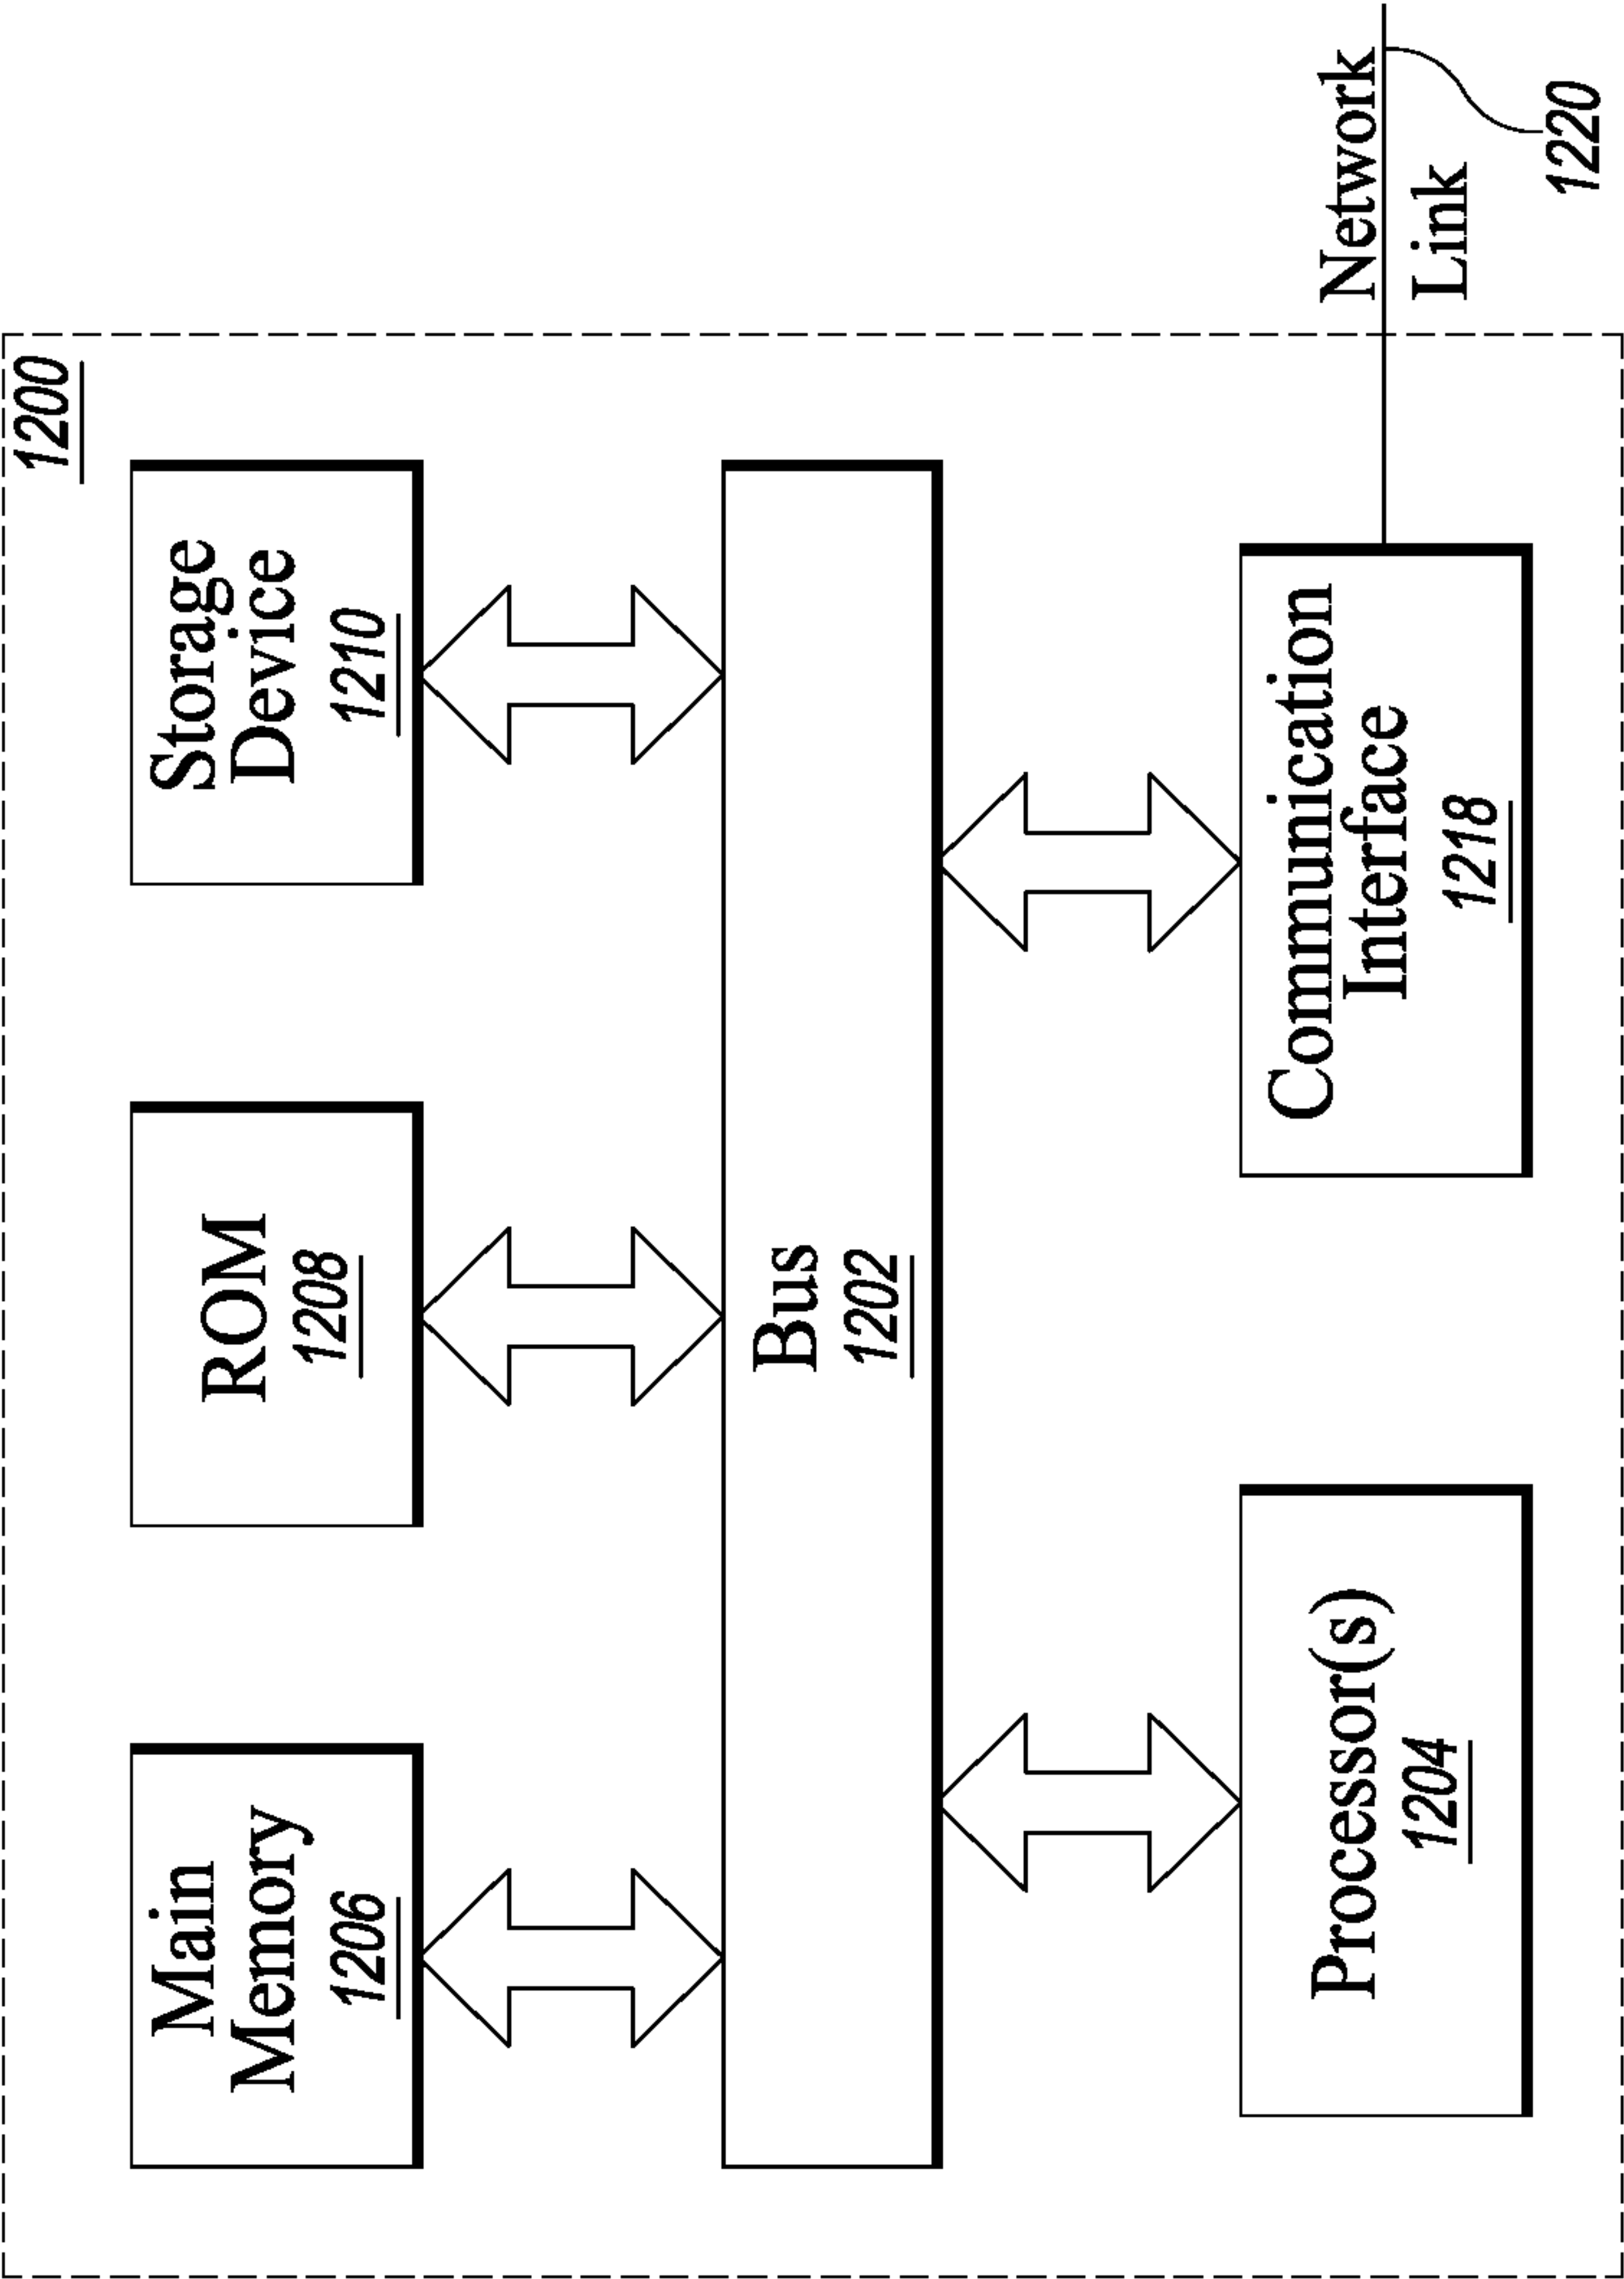 1200
Main
Memory
1206
ROM
1208
Storage
Device
1210
Bus
1202
Processor(s)
1204
Communication
Interface
1218
Network
Link
1220